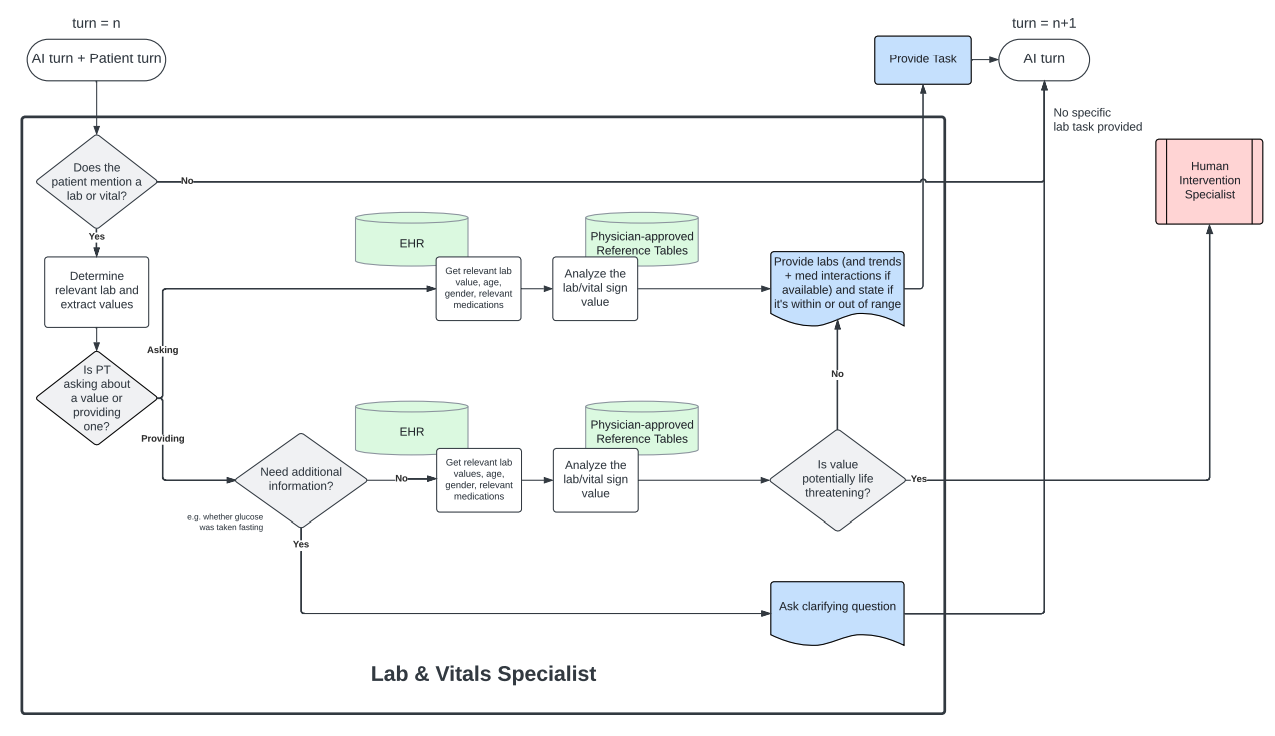 turn = n
turn = n+1
AI turn + Patient turn
Provide Task
AI turn
No specific
lab task provided
Human
Intervention
Specialist
Does the
patient mention a
lab or vital?
No
Yes
EHR
Physician-approved
Reference Tables
Determine
relevant lab and
extract values
Get relevant lab
value, age,
gender, relevant
medications
Analyze the
lab/vital sign
value
Provide labs (and trends
+ med interactions if
available) and state if
it's within or out of range
Asking
Is PT
asking about
a value or
providing
one?
No
Providing
EHR
Physician-approved
Reference Tables
Need additional
information?
No
Get relevant lab
values, age,
gender, relevant
medications
Analyze the
lab/vital sign
value
Is value
potentially life
threatening?
Yes
e.g. whether glucose
was taken fasting
Yes
Ask clarifying question
Lab & Vitals Specialist